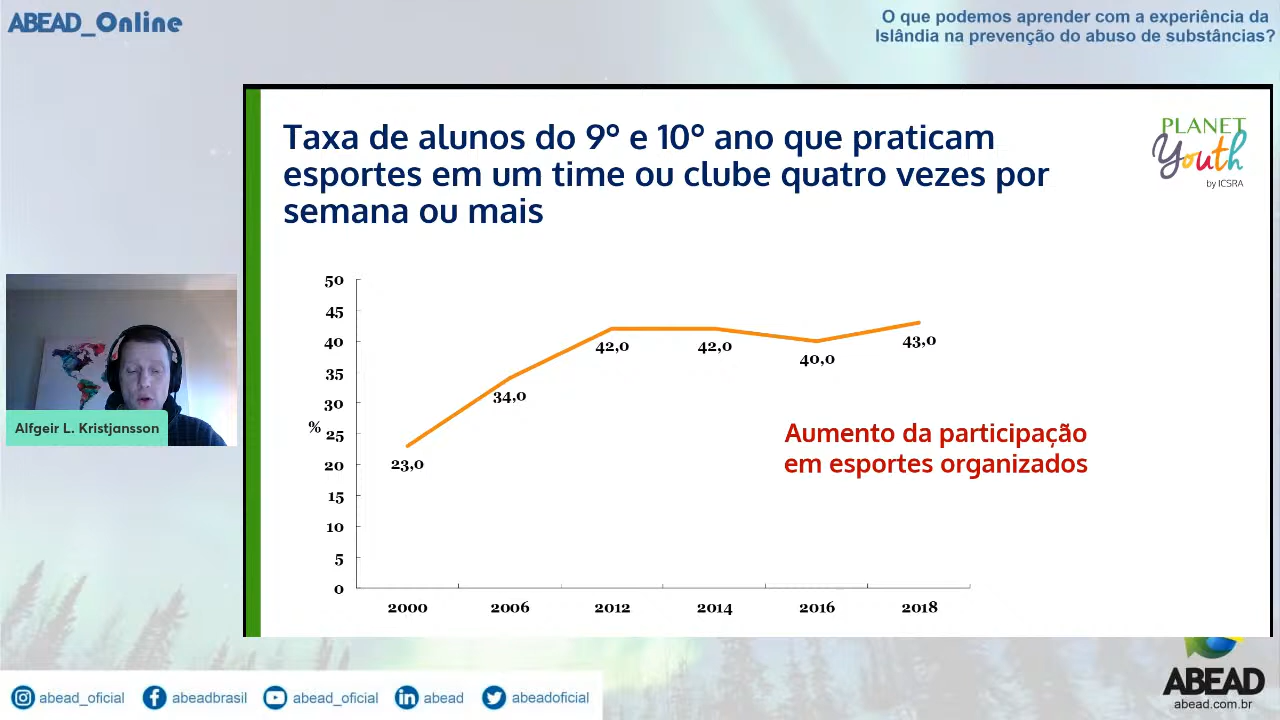 ABEAD_Online
O que podemos aprender com a experiência da
Islândia na prevenção do abuso de substâncias?
Taxa de alunos do 9° e 10° ano que praticam
esportes em um time ou clube quatro vezes por
semana ou mais
PLANET
Youth
by ICSRA
50
45
40
35
30
%
25
20
15
10
5
0
23,0
34,0
42,0
42,0
40,0
43,0
2000
2006
2012
2014
2016
2018
Aumento da participação
em esportes organizados
Alfgeir L. Kristjansson
abead_oficial
abeadbrasil
abead_oficial
abead
abeadoficial
ABEAD
abead.com.br